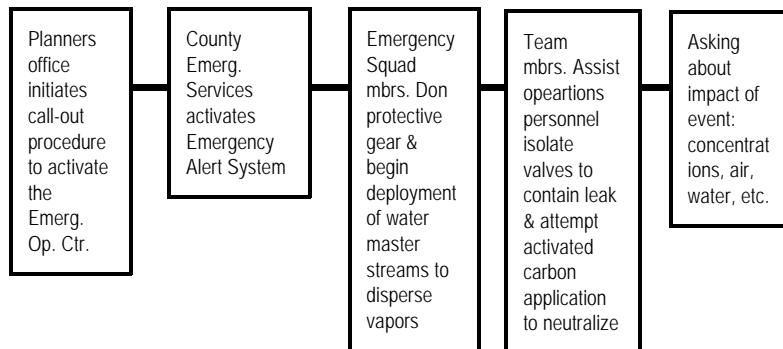 Planners
office
initiates
call-out
procedure
to activate
the
Emerg.
Op. Ctr.
County
Emerg.
Services
activates
Emergency
Alert System
Emergency
Squad
mbrs. Don
protective
gear &
begin
deployment
of water
master
streams to
disperse
vapors
Team
mbrs. Assist
opeartions
personnel
isolate
valves to
contain leak
& attempt
activated
carbon
application
to neutralize
Asking
about
impact of
event:
concentrat
ions, air,
water, etc.